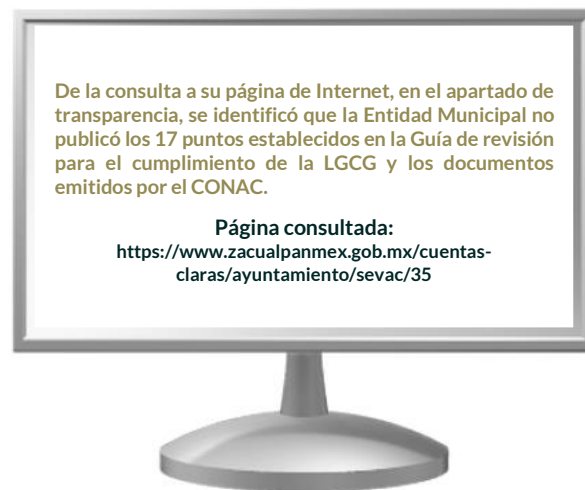 De la consulta a su página de Internet, en el apartado de
transparencia, se identificó que la Entidad Municipal no
publicó los 17 puntos establecidos en la Guía de revisión
para el cumplimiento de la LGCG y los documentos
emitidos por el CONAC.
Página consultada:
https://www.zacualpanmex.gob.mx/cuentas-
claras/ayuntamiento/sevac/35